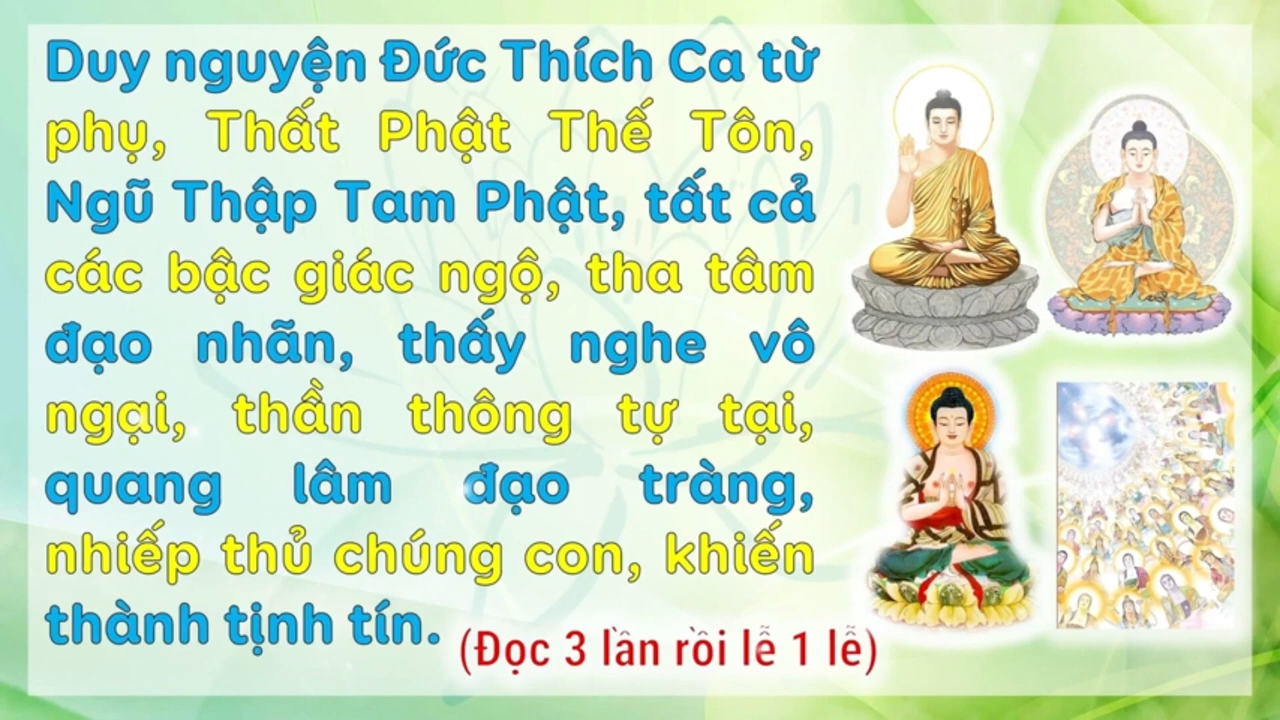 Duy nguyện Đức Thích Ca từ
phụ, Thất Phật Thế Tôn,
Ngũ Thập Tam Phật, tất cả
các bậc giác ngộ, tha tâm
đạo nhãn, thấy nghe vô
ngại, thần thông tự tại,
quang lâm đạo tràng,
nhiếp thủ chúng con, khiến
thành tịnh tín.
(Đọc 3 lần rồi lễ 1 lễ)